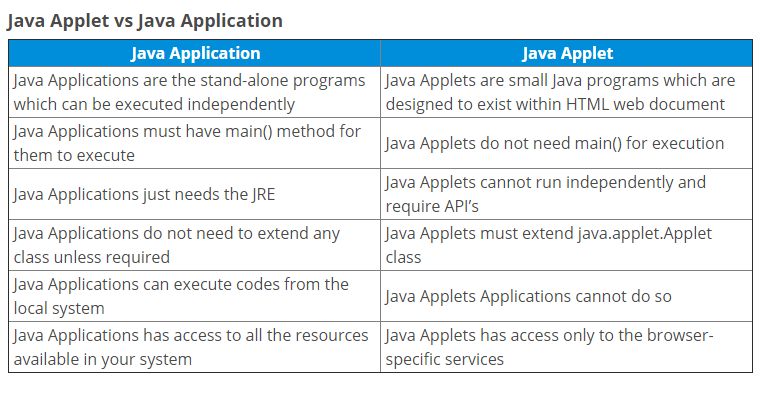 Java Applet vs Java Application
Java Application
Java Applet
Java Applications are the stand-alone programs
which can be executed independently
Java Applets are small Java programs which are
designed to exist within HTML web document
Java Applications must have main() method for
them to execute
Java Applets do not need main() for execution
Java Applications just needs the JRE
Java Applets cannot run independently and
require API’s
Java Applications do not need to extend any
class unless required
Java Applets must extend java.applet.Applet
class
Java Applications can execute codes from the
local system
Java Applets Applications cannot do so
Java Applications has access to all the resources
available in your system
Java Applets has access only to the browser-
specific services